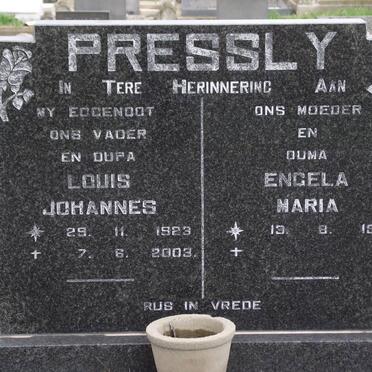 PRESSLY
IN TERE HERINNERING AAN
MY EGGENOOT
ONS VADER
EN OUPA
LOUIS
JOHANNES
29. 11. 1923
7. 6. 2003.
ONS MOEDER
EN
OUMA
ENGELA
MARIA
13. 8. 19
RUS IN VREDE